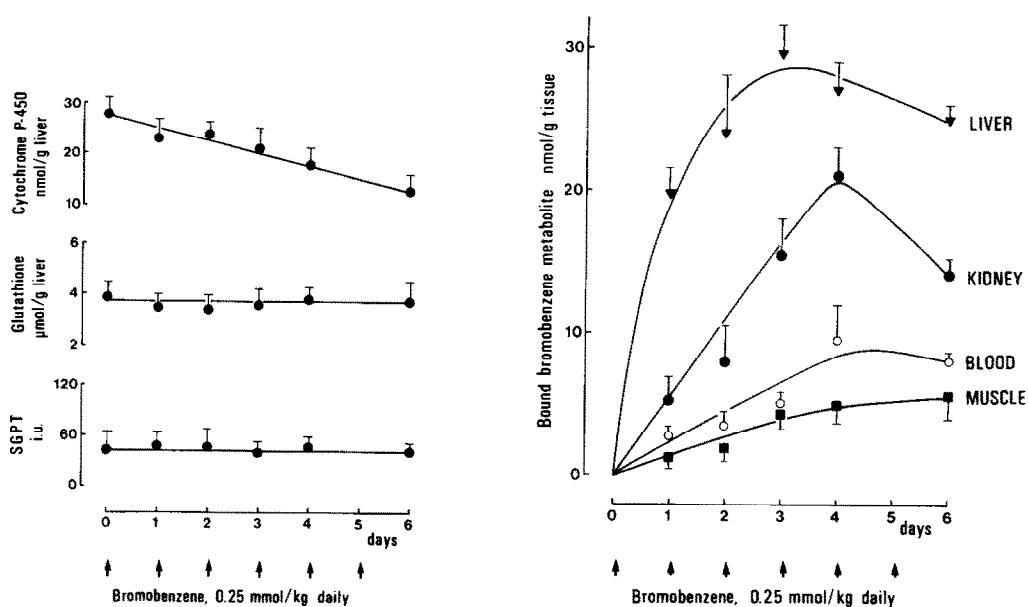 Cytochrome P-450
nmol/g liver
30
20
10
Glutathione
µmol/g liver
6
4
2
SGPT
i.u.
120
60
0
0 1 2 3 4 6
days
Bromobenzene, 0.25 mmol/kg daily
Bound bromobenzene metabolite nmol/g tissue
30
20
10
0
LIVER
KIDNEY
BLOOD
MUSCLE
0 1 2 3 4 5 6
days
Bromobenzene, 0.25 mmol/kg daily